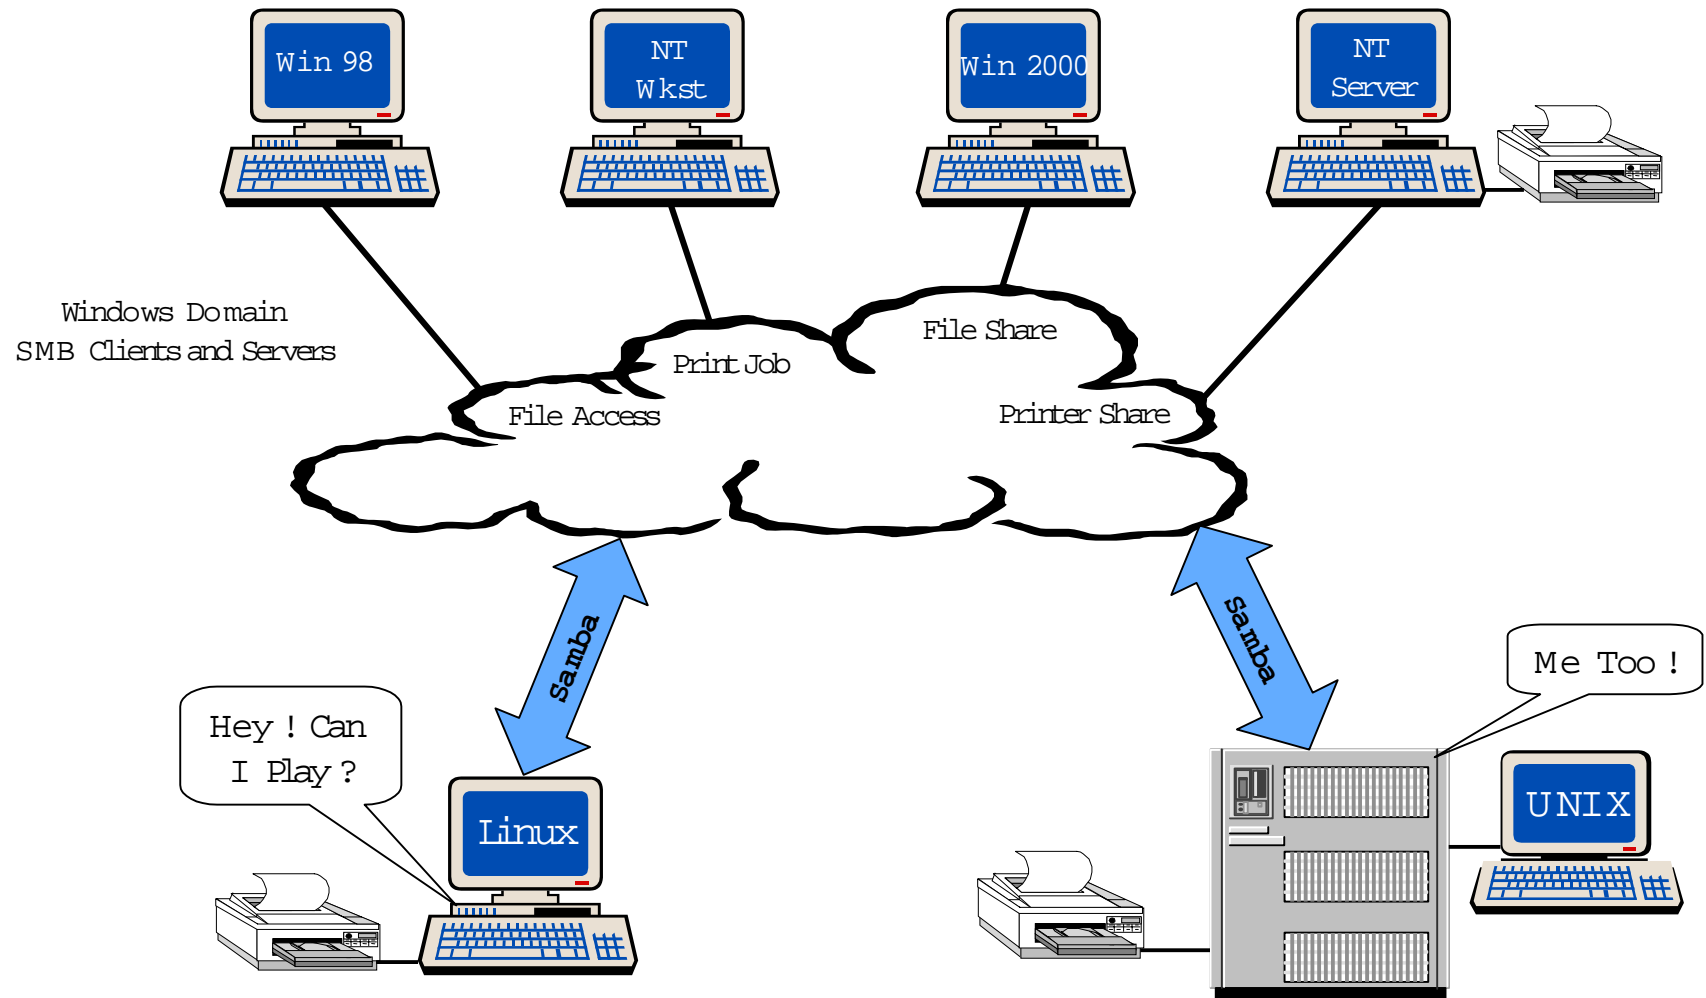 Win 98
NT
Wkst
Win 2000
NT
Server
Windows Domain
SMB Clients and Servers
File Share
Print Job
File Access
Printer Share
Samba
Samba
Me Too !
Hey ! Can
I Play ?
Linux
UNIX